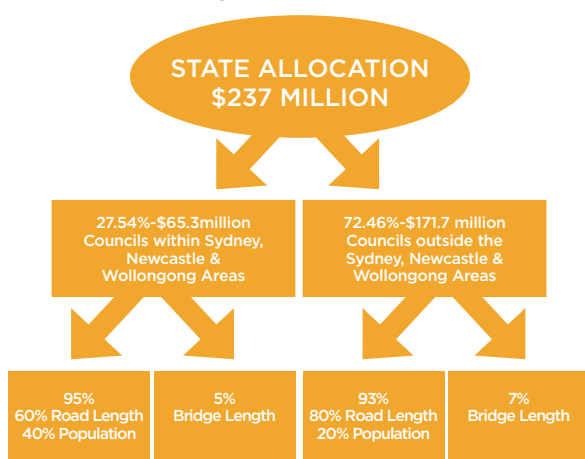 STATE ALLOCATION
$237 MILLION
27.54%-$65.3million
Councils within Sydney,
Newcastle &
Wollongong Areas
72.46%-$171.7 million
Councils outside the
Sydney, Newcastle &
Wollongong Areas
95%
60% Road Length
40% Population
5%
Bridge Length
93%
80% Road Length
20% Population
7%
Bridge Length